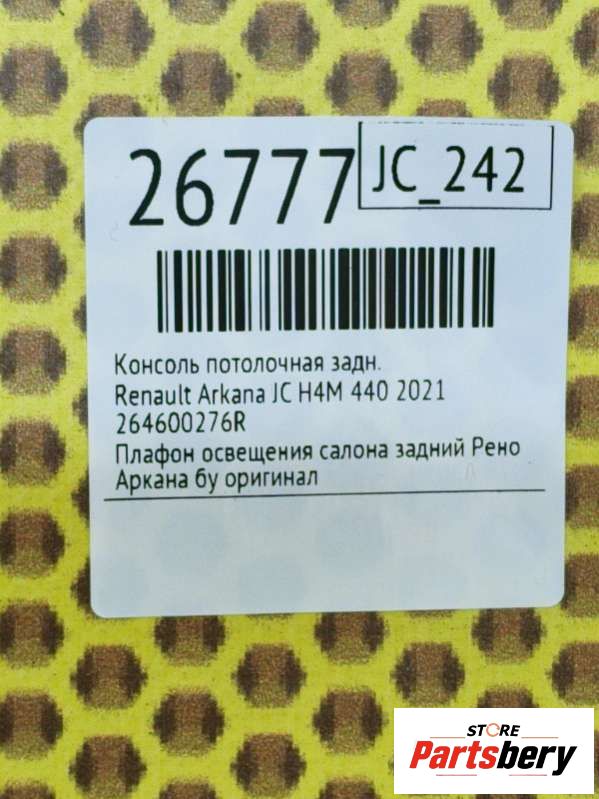 26777
JC_242
Консоль потолочная задн.
Renault Arkana JC H4M 440 2021
264600276R
Плафон освещения салона задний Рено
Аркана бу оригинал
STORE
Partsbery